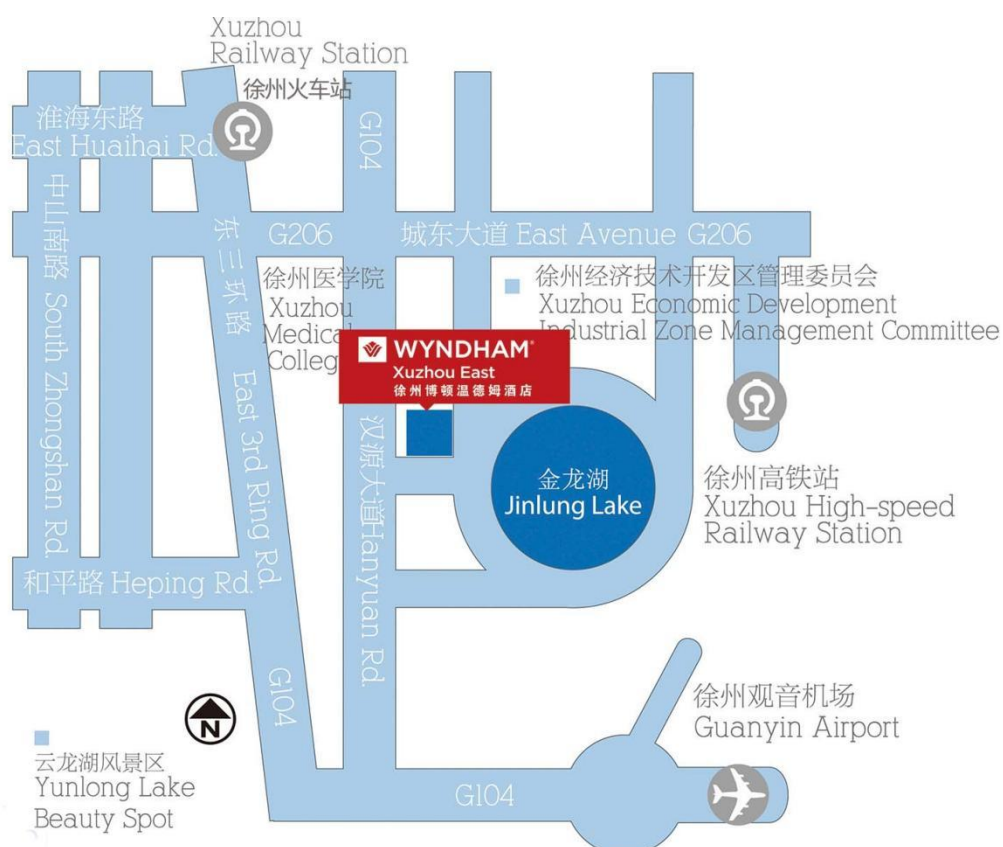 Xuzhou
Railway Station
徐州火车站
淮海东路
East Huaihai Rd.
G104
中山南路 South Zhongshan Rd.
东三环路 East 3rd Ring Rd.
G206
城东大道 East Avenue G206
徐州医学院
Xuzhou
Medical
Colleg
徐州经济技术开发区管理委员会
Xuzhou Economic Development
Industrial Zone Management Committee
WYNDHAM®
Xuzhou East
徐州博顿温德姆酒店
汉源大道Hanyuan Rd.
金龙湖
Jinlung Lake
徐州高铁站
Xuzhou High-speed
Railway Station
和平路 Heping Rd.
G104
N
徐州观音机场
Guanyin Airport
云龙湖风景区
Yunlong Lake
Beauty Spot
G104